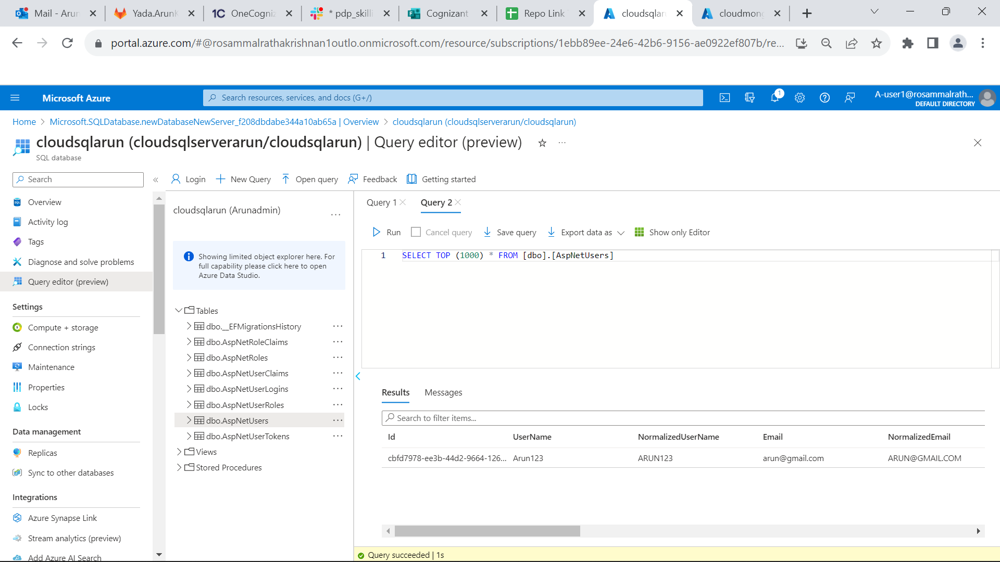 Mail - Arun
Yada.ArunK
OneCogniz
* pdp_skilli
Cognizant
Repo Link
cloudsqlar
cloudmong
portal.azure.com/#@rosammalrathakrishnan1outlo.onmicrosoft.com/resource/subscriptions/1ebb89ee-24e6-42b6-9156-ae0922ef807b/re...
Microsoft Azure
Search resources, services, and docs (G+/)
1
A-user1@rosammalrath...
DEFAULT DIRECTORY
Home > Microsoft.SQLDatabase.newDatabaseNewServer_f208dbdabe344a10ab65a | Overview > cloudsqlarun (cloudsqlserverarun/cloudsqlarun)
cloudsqlarun (cloudsqlserverarun/cloudsqlarun) | Query editor (preview)
SQL database
Search
Login
New Query
Open query
Feedback
Getting started
Overview
Activity log
Tags
Diagnose and solve problems
Query editor (preview)
Settings
Compute + storage
Connection strings
Maintenance
Properties
Locks
Data management
Replicas
Sync to other databases
Integrations
Azure Synapse Link
Stream analytics (preview)
Add Azure AI Search
cloudsqlarun (Arunadmin)
Showing limited object explorer here. For
full capability please click here to open
Azure Data Studio.
Tables
dbo.__EFMigrationsHistory
dbo.AspNetRoleClaims
dbo.AspNetRoles
dbo.AspNetUserClaims
dbo.AspNetUserLogins
dbo.AspNetUserRoles
dbo.AspNetUsers
dbo.AspNetUserTokens
Views
Stored Procedures
Query 1
Query 2
Run
Cancel query
Save query
Export data as
Show only Editor
1 SELECT TOP (1000) * FROM [dbo].[AspNetUsers]
Results
Messages
Search to filter items...
Id UserName NormalizedUserName Email NormalizedEmail
cbfd7978-ee3b-44d2-9664-126... Arun123 ARUN123 arun@gmail.com ARUN@GMAIL.COM
Query succeeded | 1s